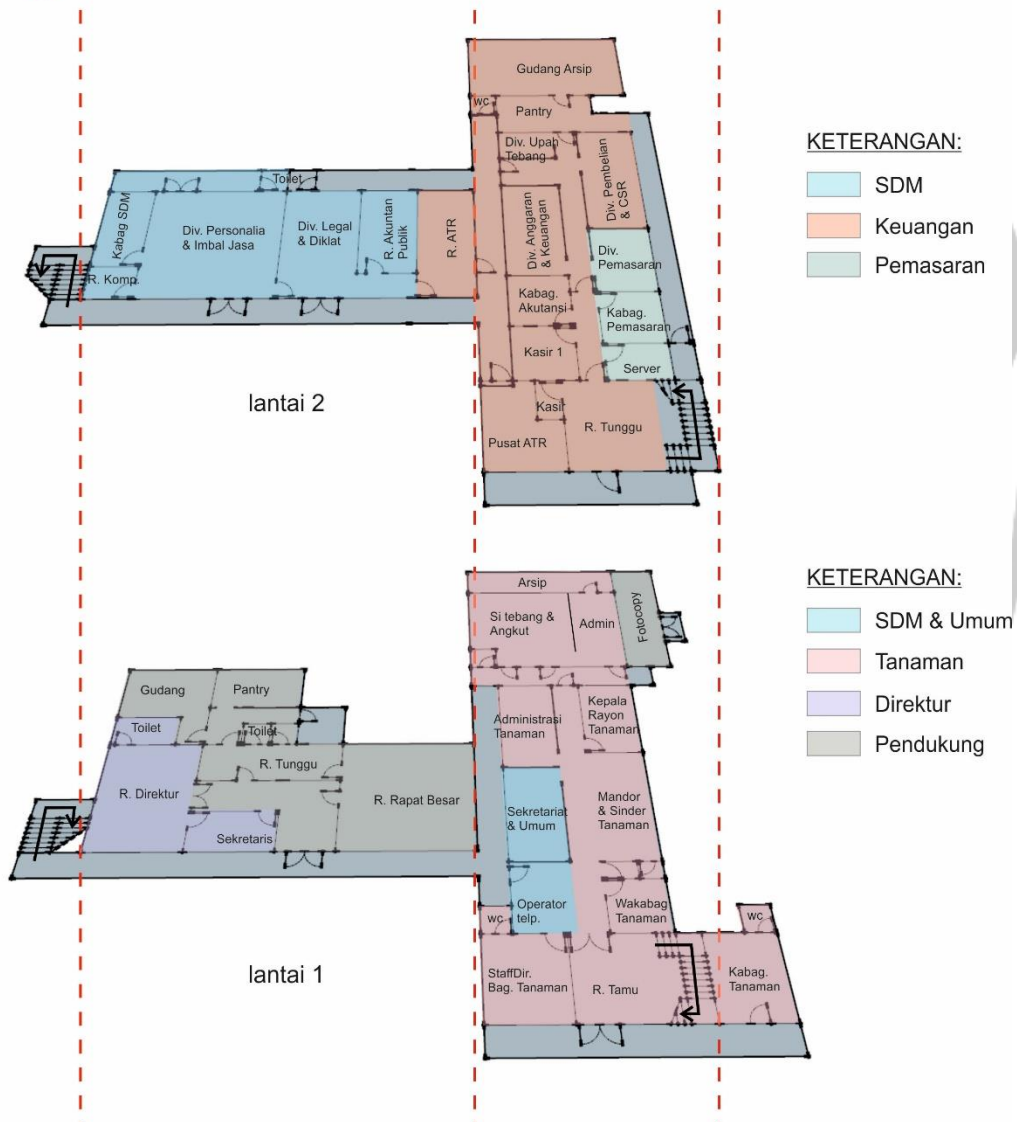 Gudang Arsip
wc
Pantry
Div. Upah
Tebang
Div. Pembelian
& CSR
Toilet
Kabag SDM
Div. Personalia
& Imbal Jasa
Div. Legal
& Diklat
R. Akuntan
Publik
R. ATR
Div. Anggaran
& Keuangan
Div.
Pemasaran
R. Komp.
Kabag.
Akutansi
Kabag.
Pemasaran
Kasir 1
Server
Kasir
Pusat ATR
R. Tunggu
lantai 2
KETERANGAN:
SDM
Keuangan
Pemasaran
Arsip
Si tebang &
Angkut
Admin
Fotocopy
Gudang
Pantry
Toilet
Toilet
R. Tunggu
R. Direktur
R. Rapat Besar
Sekretaris
Administrasi
Tanaman
Kepala
Rayon
Tanaman
Sekretariat
& Umum
Mandor
& Sinder
Tanaman
Operator
telp.
Wakabag
Tanaman
wc
wc
StaffDir.
Bag. Tanaman
R. Tamu
Kabag.
Tanaman
lantai 1
KETERANGAN:
SDM & Umum
Tanaman
Direktur
Pendukung